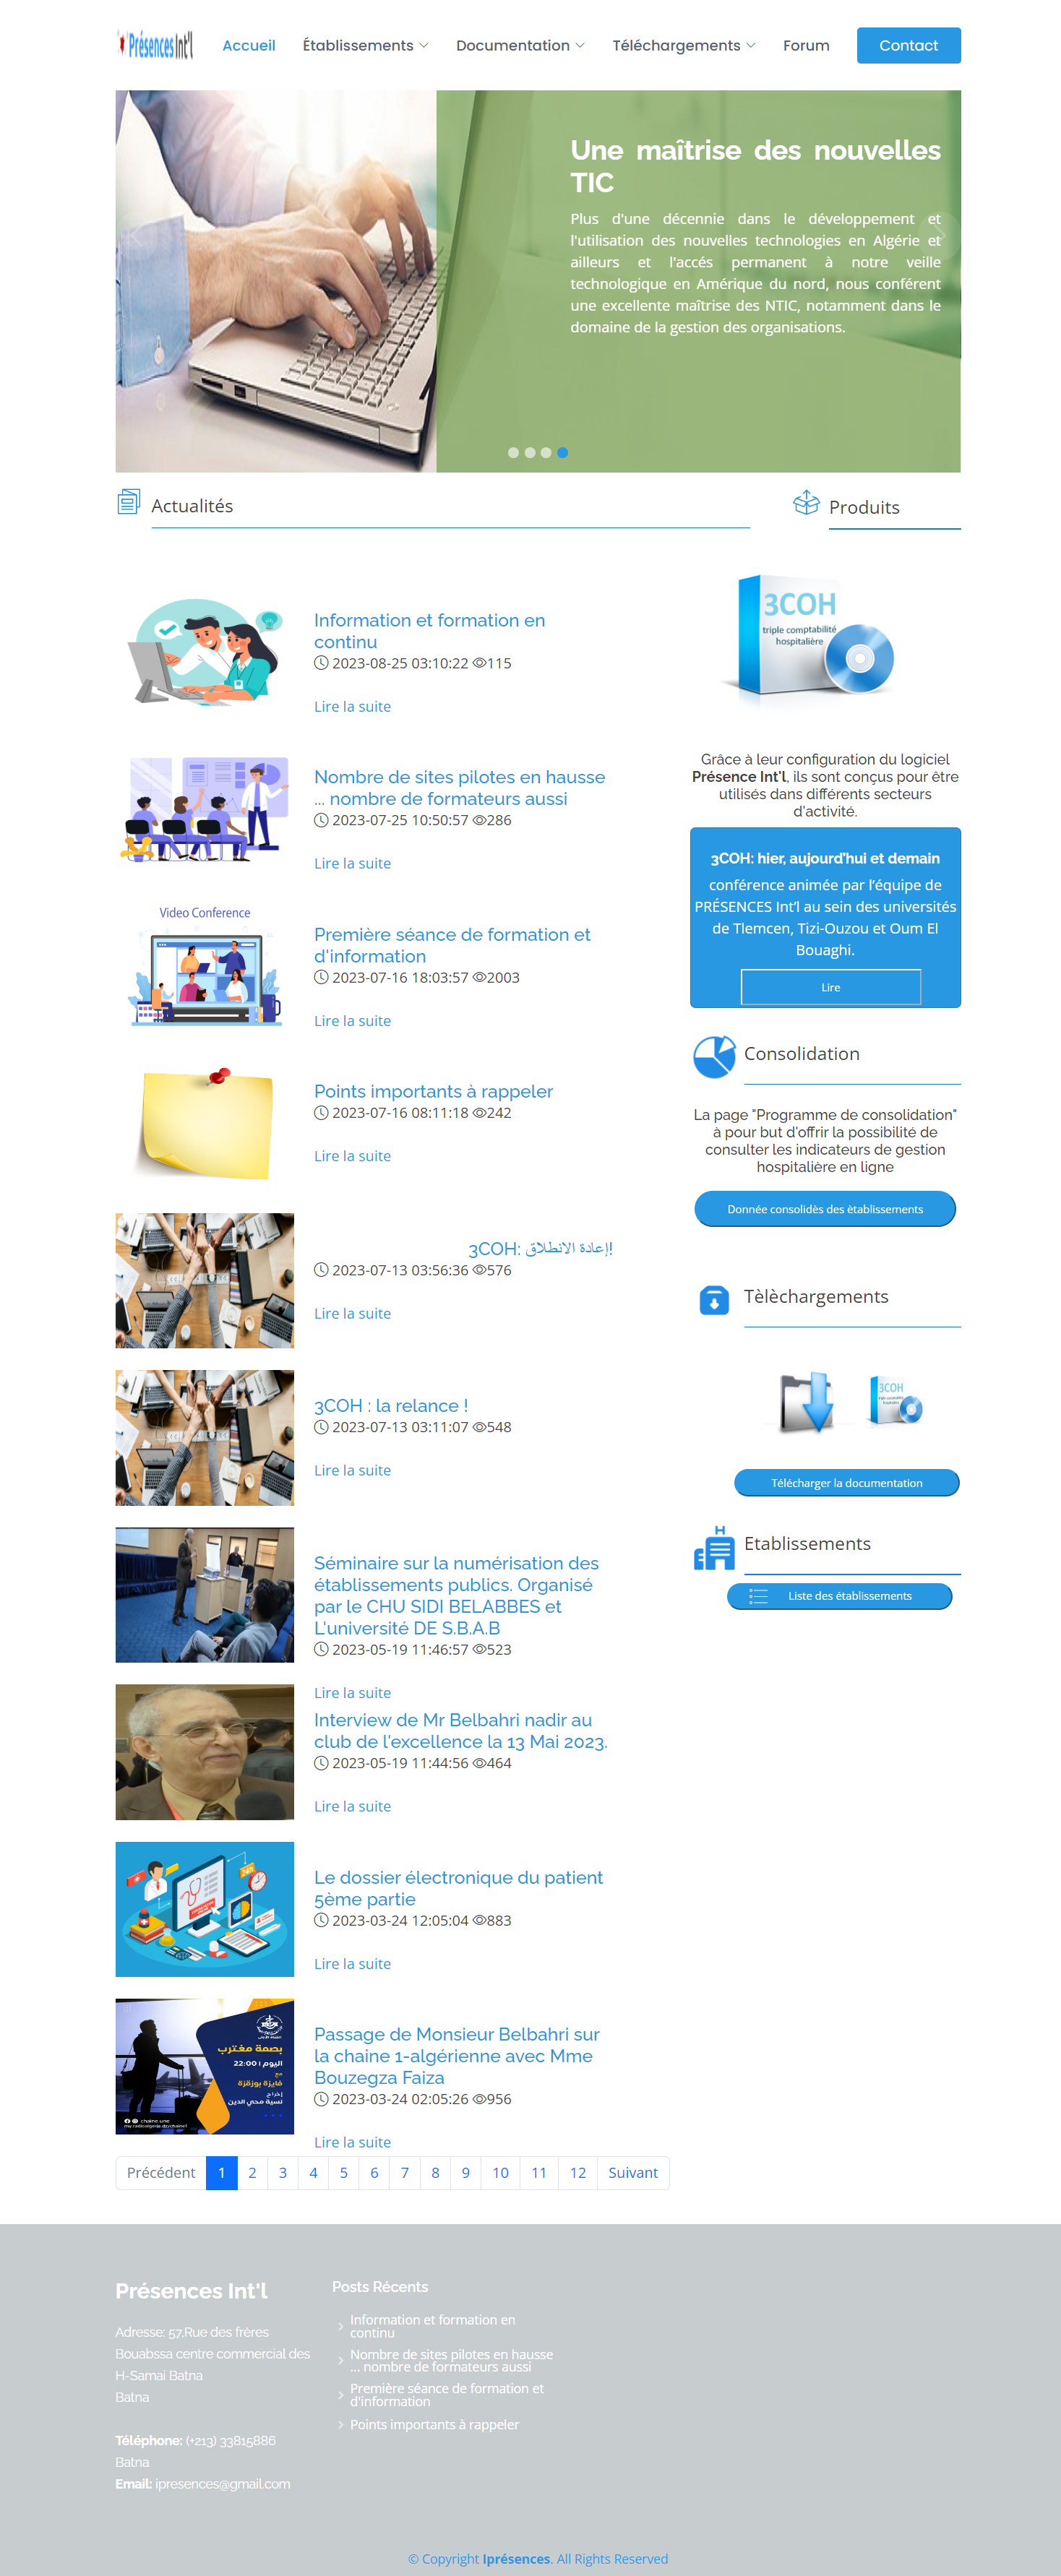 Présences Int'l
Accueil
Établissements
Documentation
Téléchargements
Forum
Contact
Une maîtrise des nouvelles
TIC
Plus d'une décennie dans le développement et
l'utilisation des nouvelles technologies en Algérie et
ailleurs et l'accés permanent à notre veille
technologique en Amérique du nord, nous conférent
une excellente maîtrise des NTIC, notamment dans le
domaine de la gestion des organisations.
Actualités
Information et formation en
continu
2023-08-25 03:10:22 115
Lire la suite
Nombre de sites pilotes en hausse
... nombre de formateurs aussi
2023-07-25 10:50:57 286
Lire la suite
Video Conference
Première séance de formation et
d'information
2023-07-16 18:03:57 2003
Lire la suite
Points importants à rappeler
2023-07-16 08:11:18 242
Lire la suite
3COH: إعادة الانطلاق!
2023-07-13 03:56:36 576
Lire la suite
3COH : la relance !
2023-07-13 03:11:07 548
Lire la suite
Séminaire sur la numérisation des
établissements publics. Organisé
par le CHU SIDI BELABBES et
L'université DE S.B.A.B
2023-05-19 11:46:57 523
Lire la suite
Interview de Mr Belbahri nadir au
club de l'excellence la 13 Mai 2023.
2023-05-19 11:44:56 464
Lire la suite
Le dossier électronique du patient
5ème partie
2023-03-24 12:05:04 883
Lire la suite
بصمة مغترب
اليوم | 22:00
مع
فايزة بوزقزة
إخراج
لسية محي الدين
chaine.une
Passage de Monsieur Belbahri sur
la chaine 1-algérienne avec Mme
Bouzegza Faiza
2023-03-24 02:05:26 956
Lire la suite
Précédent 1 2 3 4 5 6 7 8 9 10 11 12 Suivant
Produits
3COH
triple comptabilité
hospitalière
Grâce à leur configuration du logiciel
Présence Int'l, ils sont conçus pour être
utilisés dans différents secteurs
d'activité.
3COH: hier, aujourd'hui et demain
conférence animée par l'équipe de
PRÉSENCES Int'l au sein des universités
de Tlemcen, Tizi-Ouzou et Oum El
Bouaghi.
Lire
Consolidation
La page "Programme de consolidation"
à pour but d'offrir la possibilité de
consulter les indicateurs de gestion
hospitalière en ligne
Donnée consolidès des ètablissements
Tèlèchargements
3COH
Télécharger la documentation
Etablissements
Liste des établissements
Présences Int'l
Adresse: 57,Rue des frères
Bouabssa centre commercial des
H-Samai Batna
Batna
Téléphone: (+213) 33815886
Batna
Email: ipresences@gmail.com
Posts Récents
Information et formation en
continu
Nombre de sites pilotes en hausse
... nombre de formateurs aussi
Première séance de formation et
d'information
Points importants à rappeler
© Copyright Iprésences. All Rights Reserved